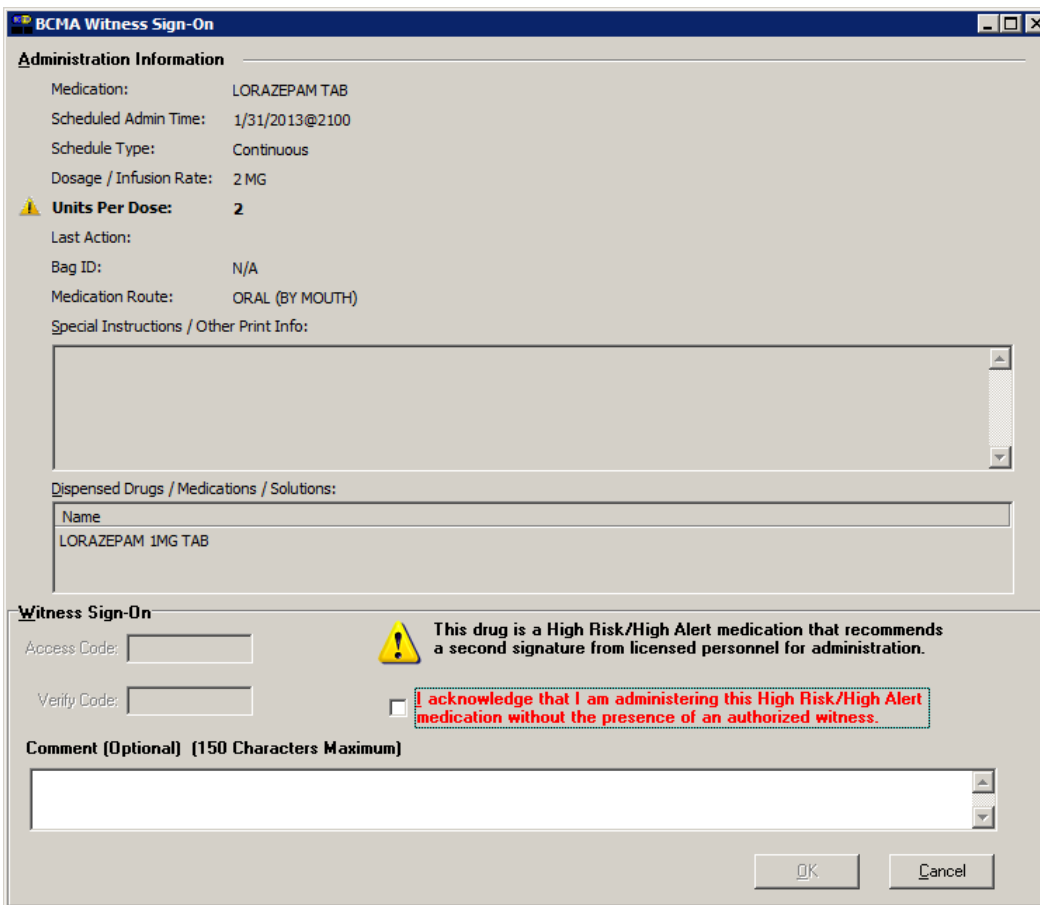 BCMA Witness Sign-On
Administration Information
Medication: LORAZEPAM TAB
Scheduled Admin Time: 1/31/2013@2100
Schedule Type: Continuous
Dosage / Infusion Rate: 2 MG
Units Per Dose: 2
Last Action:
Bag ID: N/A
Medication Route: ORAL (BY MOUTH)
Special Instructions / Other Print Info:
Dispensed Drugs / Medications / Solutions:
Name
LORAZEPAM 1MG TAB
Witness Sign-On
Access Code:
This drug is a High Risk/High Alert medication that recommends
a second signature from licensed personnel for administration.
Verify Code:
I acknowledge that I am administering this High Risk/High Alert
medication without the presence of an authorized witness.
Comment (Optional) (150 Characters Maximum)
OK Cancel